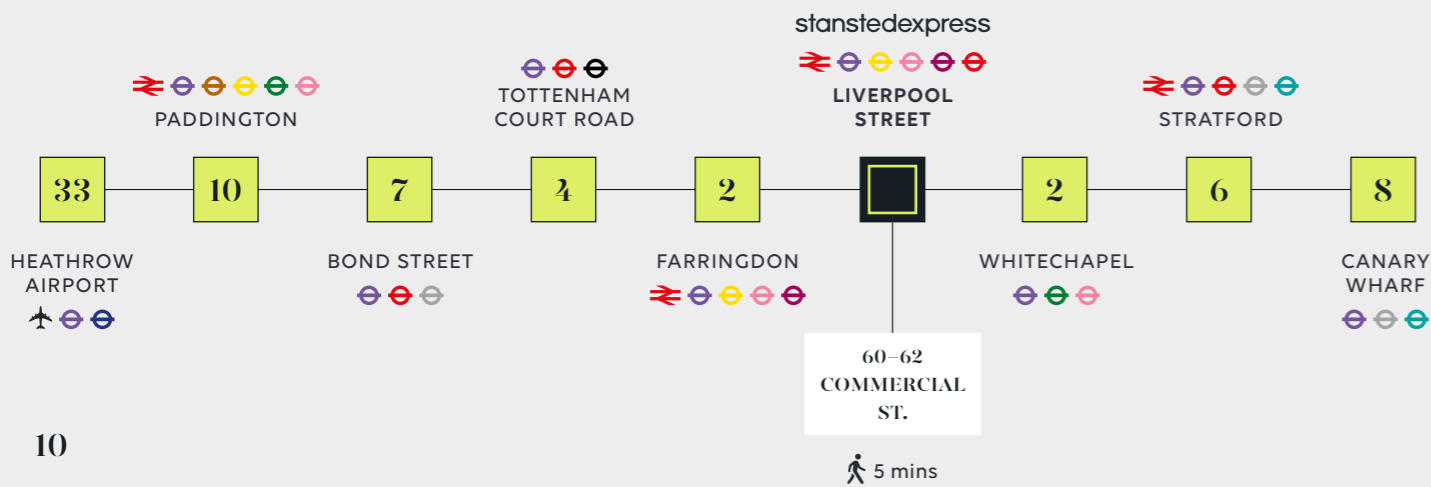 stanstedexpress
PADDINGTON
TOTTENHAM
COURT ROAD
LIVERPOOL
STREET
STRATFORD
33
10
7
4
2
2
6
8
HEATHROW
AIRPORT
BOND STREET
FARRINGDON
WHITECHAPEL
CANARY
WHARF
60–62
COMMERCIAL
ST.
10
5 mins